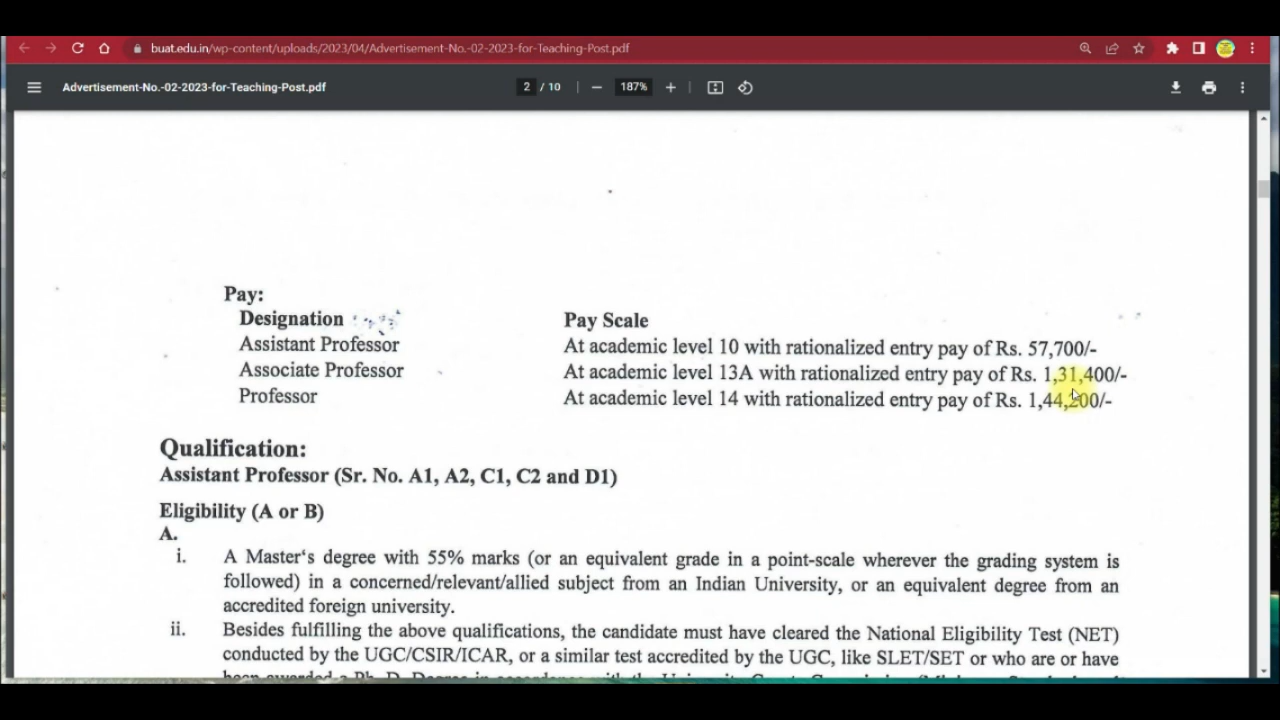 buat.edu.in/wp-content/uploads/2023/04/Advertisement-No.-02-2023-for-Teaching-Post.pdf
Advertisement-No.-02-2023-for-Teaching-Post.pdf 2 / 10 187%
Pay:
Designation Pay Scale
Assistant Professor At academic level 10 with rationalized entry pay of Rs. 57,700/-
Associate Professor At academic level 13A with rationalized entry pay of Rs. 1,31,400/-
Professor At academic level 14 with rationalized entry pay of Rs. 1,44,200/-
Qualification:
Assistant Professor (Sr. No. A1, A2, C1, C2 and D1)
Eligibility (A or B)
A.
i. A Master's degree with 55% marks (or an equivalent grade in a point-scale wherever the grading system is
followed) in a concerned/relevant/allied subject from an Indian University, or an equivalent degree from an
accredited foreign university.
ii. Besides fulfilling the above qualifications, the candidate must have cleared the National Eligibility Test (NET)
conducted by the UGC/CSIR/ICAR, or a similar test accredited by the UGC, like SLET/SET or who are or have